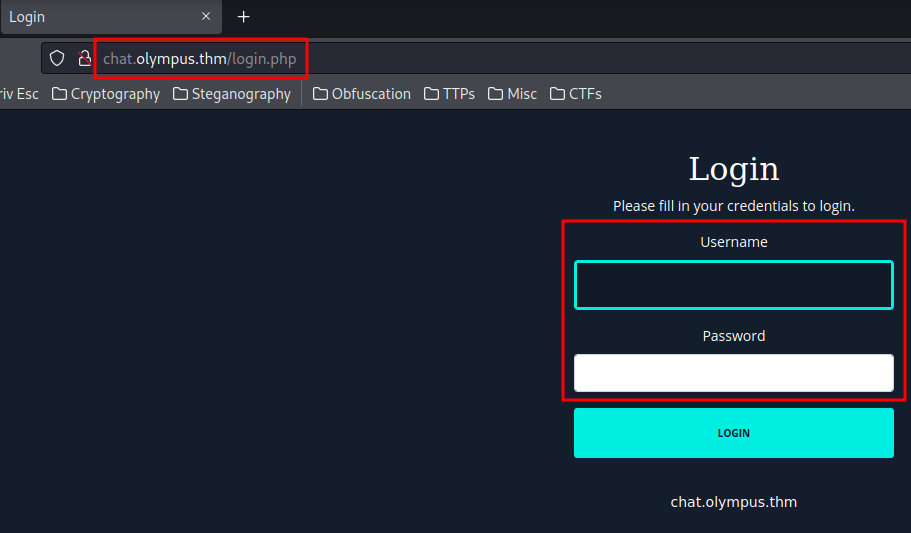 Login
chat.olympus.thm/login.php
riv Esc Cryptography Steganography Obfuscation TTPs Misc CTFs
Login
Please fill in your credentials to login.
Username
Password
LOGIN
chat.olympus.thm